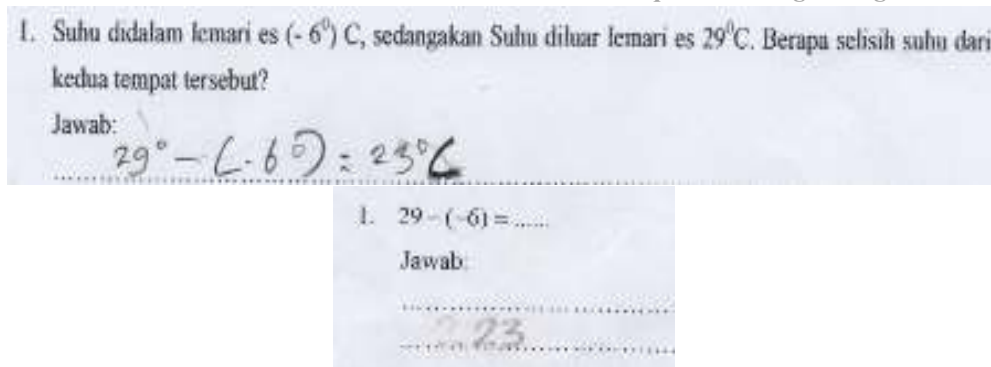 1. Suhu didalam lemari es (- 6⁰) C, sedangakan Suhu diluar lemari es 29⁰C. Berapa selisih suhu dari
kedua tempat tersebut?
Jawab:
29° - (-6°) = 23°C
1. 29 - (-6) = ......
Jawab:
23